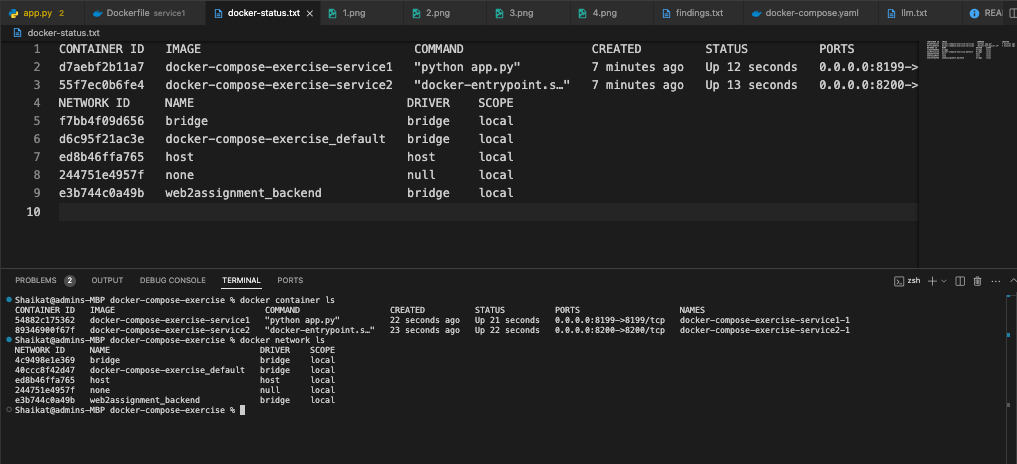 app.py 2 Dockerfile service1 docker-status.txt 1.png 2.png 3.png 4.png findings.txt docker-compose.yaml llm.txt REA
docker-status.txt
1 CONTAINER ID IMAGE COMMAND CREATED STATUS PORTS
2 d7aebf2b11a7 docker-compose-exercise-service1 "python app.py" 7 minutes ago Up 12 seconds 0.0.0.0:8199->
3 55f7ec0b6fe4 docker-compose-exercise-service2 "docker-entrypoint.s…" 7 minutes ago Up 13 seconds 0.0.0.0:8200->
4 NETWORK ID NAME DRIVER SCOPE
5 f7bb4f09d656 bridge bridge local
6 d6c95f21ac3e docker-compose-exercise_default bridge local
7 ed8b46ffa765 host host local
8 244751e4957f none null local
9 e3b744c0a49b web2assignment_backend bridge local
10
PROBLEMS 2 OUTPUT DEBUG CONSOLE TERMINAL PORTS zsh
Shaikat@admins-MBP docker-compose-exercise % docker container ls
CONTAINER ID IMAGE COMMAND CREATED STATUS PORTS NAMES
54882c175362 docker-compose-exercise-service1 "python app.py" 22 seconds ago Up 21 seconds 0.0.0.0:8199->8199/tcp docker-compose-exercise-service1-1
89346900f67f docker-compose-exercise-service2 "docker-entrypoint.s…" 23 seconds ago Up 22 seconds 0.0.0.0:8200->8200/tcp docker-compose-exercise-service2-1
Shaikat@admins-MBP docker-compose-exercise % docker network ls
NETWORK ID NAME DRIVER SCOPE
4c9498e1e369 bridge bridge local
40ccc8f42d47 docker-compose-exercise_default bridge local
ed8b46ffa765 host host local
244751e4957f none null local
e3b744c0a49b web2assignment_backend bridge local
Shaikat@admins-MBP docker-compose-exercise %